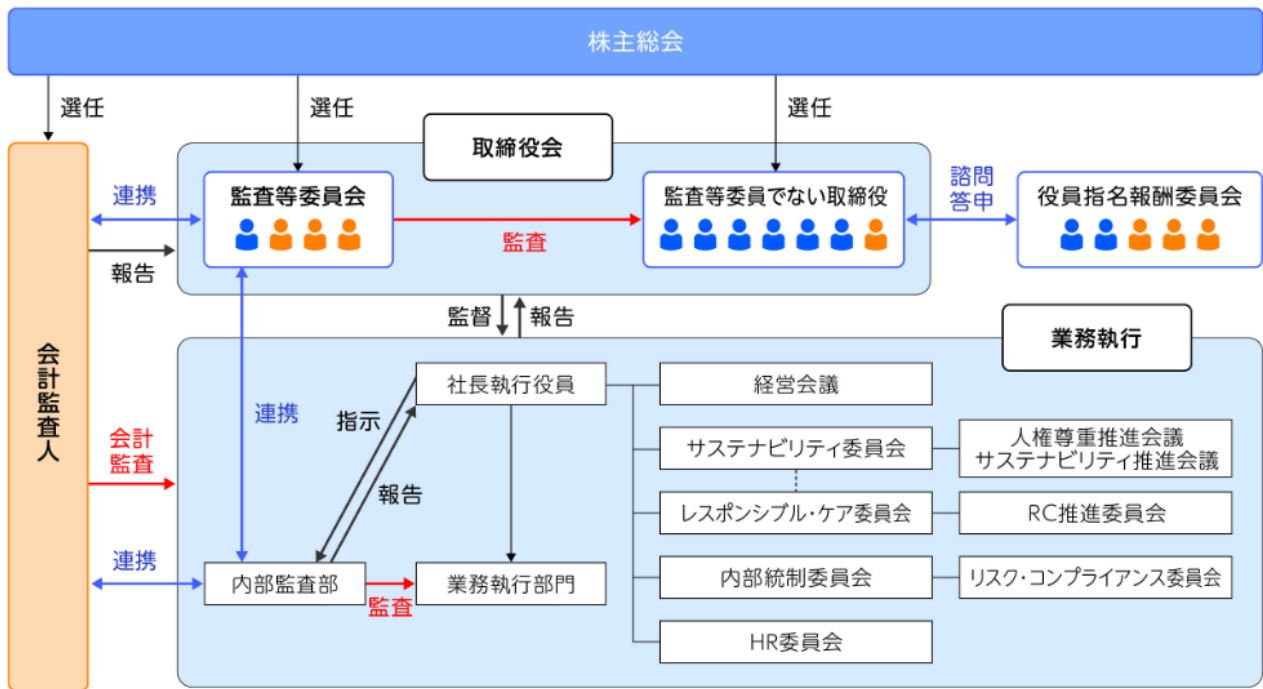 株主総会
選任
選任
選任
取締役会
連携
監査等委員会
監査
監査等委員でない取締役
諮問
答申
役員指名報酬委員会
報告
監督
報告
業務執行
会計監査人
社長執行役員
経営会議
指示
連携
サステナビリティ委員会
人権尊重推進会議
サステナビリティ推進会議
会計
監査
報告
レスポンシブル・ケア委員会
RC推進委員会
連携
内部監査部
監査
業務執行部門
内部統制委員会
リスク・コンプライアンス委員会
HR委員会